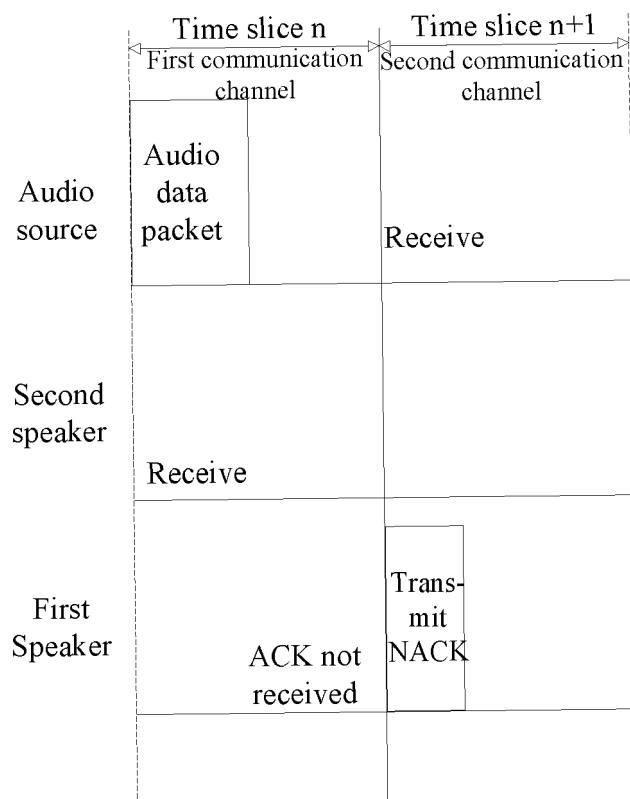 Time slice n
Time slice n+1
First communication
channel
Second communication
channel
Audio
source
Audio
data
packet
Receive
Second
speaker
Receive
First
Speaker
ACK not
received
Trans-
mit
NACK